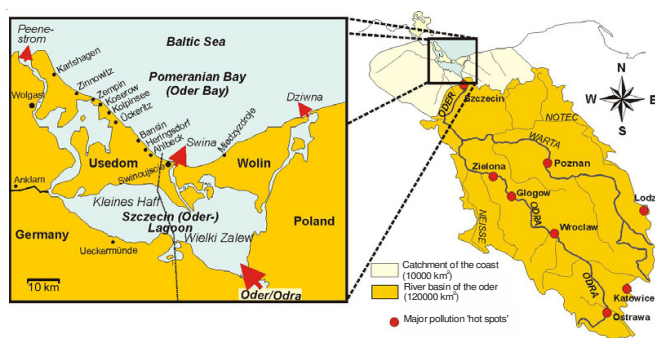 Peene-
strom
Baltic Sea
Karlshagen
Zinnowitz
Pomeranian Bay
(Oder Bay)
Zempin
Koserow
Kolpinsee
Ückeritz
Wolgast
Dziwna
Bansin
Heringsdorf
Ahlbeck
Swina
Miedzyzdroje
Usedom
Wolin
Swinoujscie
Anklam
Kleines Haff
Szczecin (Oder-)
Lagoon
Wielki Zalew
Poland
Germany
Ueckermünde
10 km
Oder/Odra
N
W
E
S
ODER
Szczecin
NOTEC
WARTA
Zielona
Poznan
Glogow
Lodz
ODRA
NEISSE
Wroclaw
ODRA
Katowice
Ostrawa
Catchment of the coast
(10000 km²)
River basin of the oder
(120000 km²)
Major pollution 'hot spots'